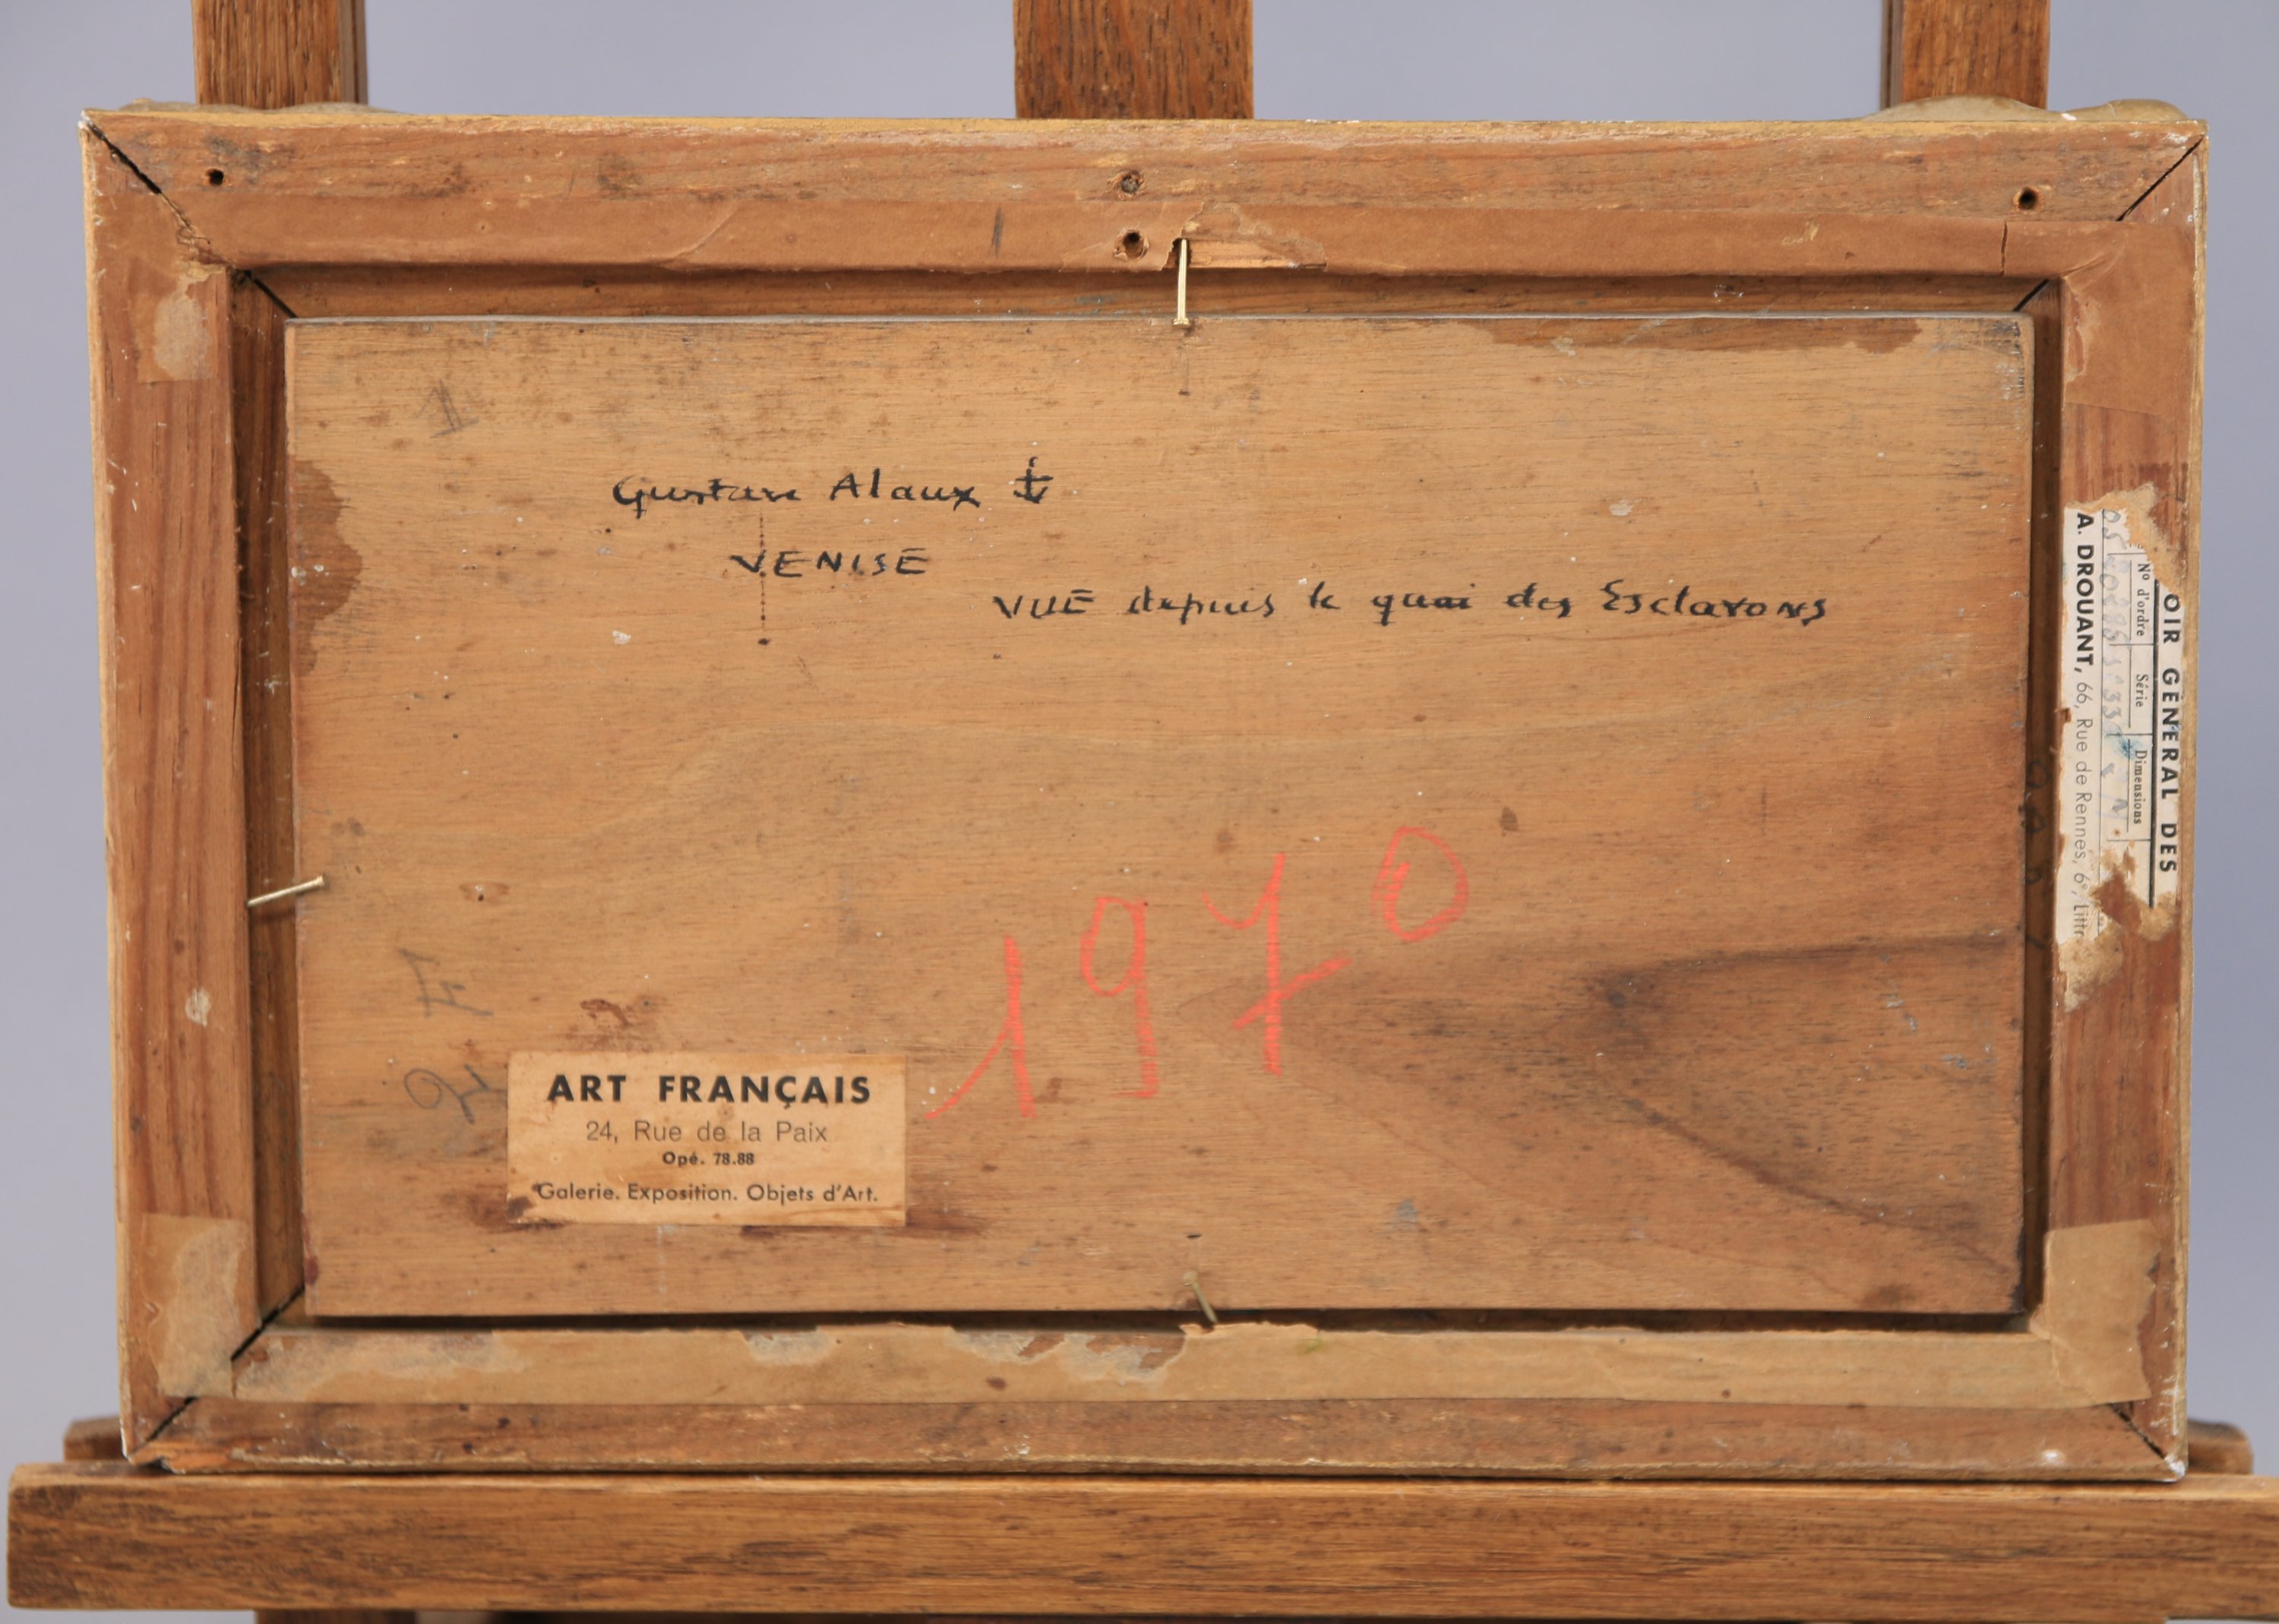 Gustave Alaux
VENISE
VUE depuis le quai des Esclavons
1970
ART FRANÇAIS
24, Rue de la Paix
Opé. 78.88
Galerie. Exposition. Objets d'Art.
OIR GÉNÉRAL DES
N° d'ordre Série Dimensions
A. DROUANT, 66, Rue de Rennes, 6e, Littr